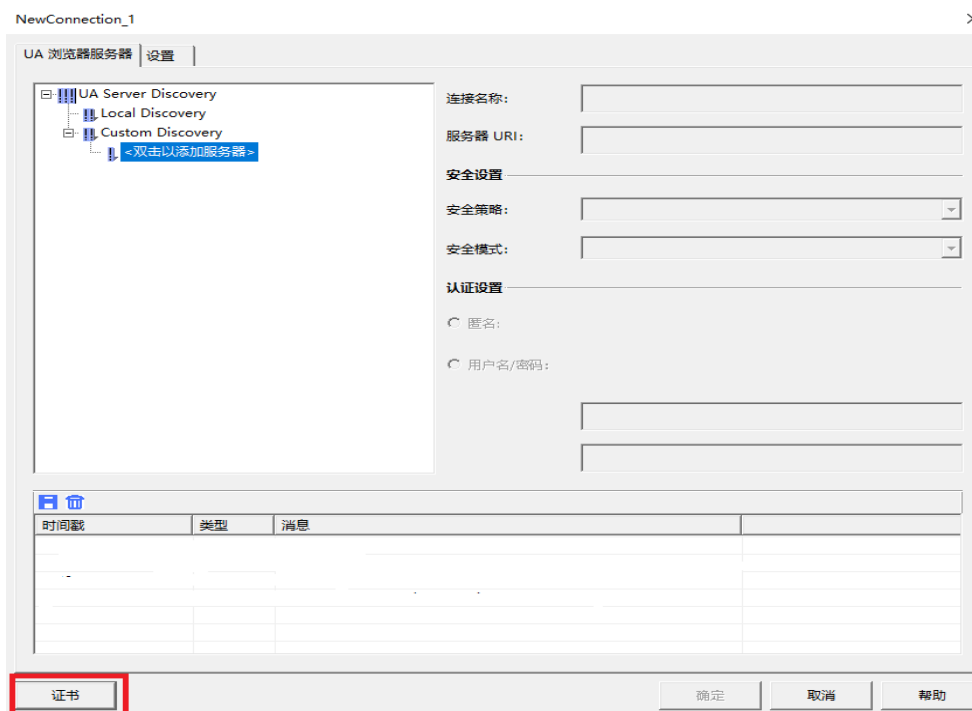 NewConnection_1
UA 浏览器服务器 设置
UA Server Discovery
Local Discovery
Custom Discovery
<双击以添加服务器>
连接名称:
服务器 URI:
安全设置
安全策略:
安全模式:
认证设置
匿名:
用户名/密码:
时间戳 类型 消息
证书 确定 取消 帮助